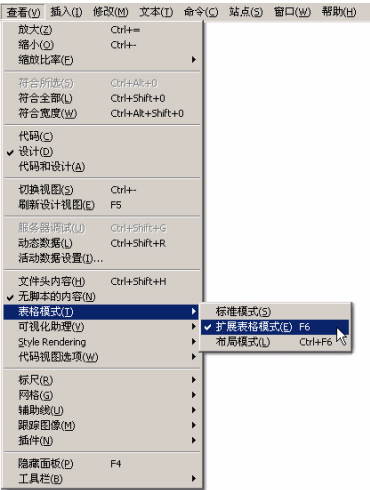 查看(V) 插入(I) 修改(M) 文本(T) 命令(C) 站点(S) 窗口(W) 帮助(H)
放大(Z) Ctrl+=
缩小(O) Ctrl+-
缩放比率(F)
符合所选(S) Ctrl+Alt+0
符合全部(L) Ctrl+Shift+0
符合宽度(W) Ctrl+Alt+Shift+0
代码(C)
设计(D)
代码和设计(A)
切换视图(S) Ctrl+-
刷新设计视图(E) F5
服务器调试(U) Ctrl+Shift+G
动态数据(L) Ctrl+Shift+R
活动数据设置(I)...
文件头内容(H) Ctrl+Shift+H
无脚本的内容(N)
表格模式(T)
标准模式(S)
扩展表格模式(E) F6
布局模式(L) Ctrl+F6
可视化助理(V)
Style Rendering
代码视图选项(W)
标尺(R)
网格(G)
辅助线(U)
跟踪图像(M)
插件(N)
隐藏面板(P) F4
工具栏(B)